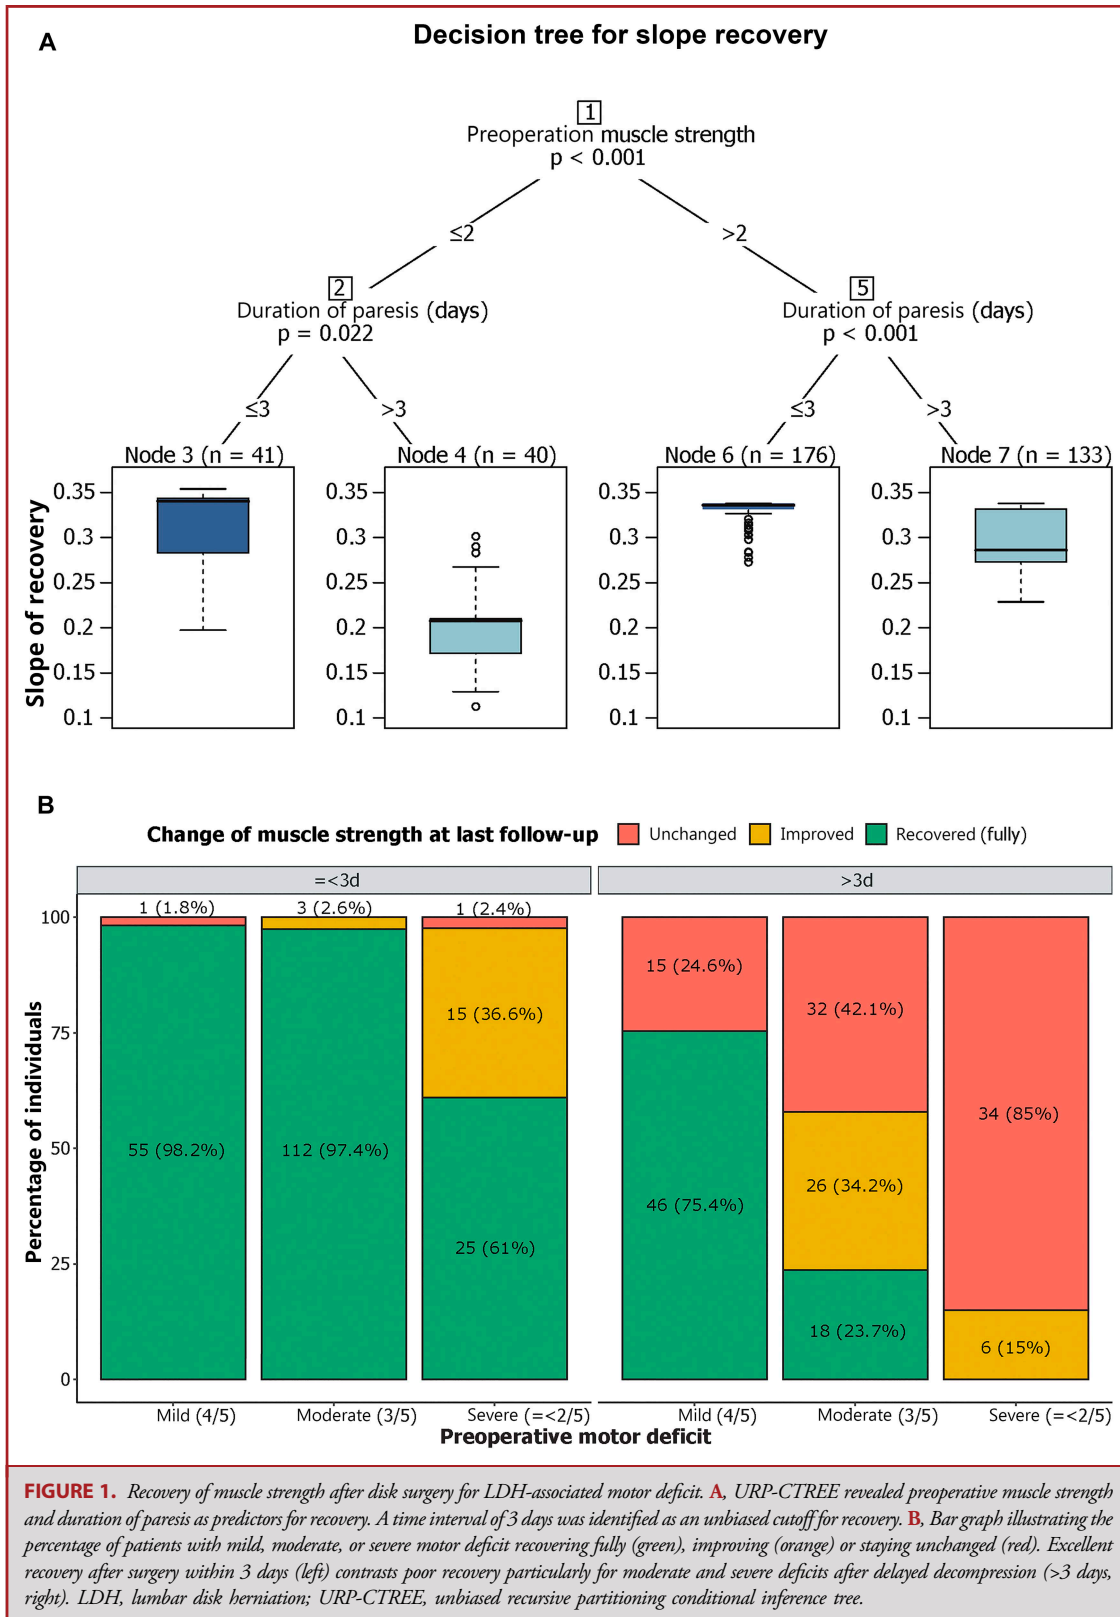 A
Decision tree for slope recovery
1
Preoperation muscle strength
p < 0.001
≤2
>2
2
Duration of paresis (days)
p = 0.022
5
Duration of paresis (days)
p < 0.001
≤3
>3
≤3
>3
Node 3 (n = 41)
Node 4 (n = 40)
Node 6 (n = 176)
Node 7 (n = 133)
Slope of recovery
0.35
0.3
0.25
0.2
0.15
0.1
0.35
0.3
0.25
0.2
0.15
0.1
0.35
0.3
0.25
0.2
0.15
0.1
0.35
0.3
0.25
0.2
0.15
0.1
B
Change of muscle strength at last follow-up Unchanged Improved Recovered (fully)
=<3d
>3d
Percentage of individuals
100
75
50
25
0
1 (1.8%)
55 (98.2%)
3 (2.6%)
112 (97.4%)
1 (2.4%)
15 (36.6%)
25 (61%)
15 (24.6%)
46 (75.4%)
32 (42.1%)
26 (34.2%)
18 (23.7%)
34 (85%)
6 (15%)
Mild (4/5)
Moderate (3/5)
Severe (=<2/5)
Mild (4/5)
Moderate (3/5)
Severe (=<2/5)
Preoperative motor deficit
FIGURE 1. Recovery of muscle strength after disk surgery for LDH-associated motor deficit. A, URP-CTREE revealed preoperative muscle strength
and duration of paresis as predictors for recovery. A time interval of 3 days was identified as an unbiased cutoff for recovery. B, Bar graph illustrating the
percentage of patients with mild, moderate, or severe motor deficit recovering fully (green), improving (orange) or staying unchanged (red). Excellent
recovery after surgery within 3 days (left) contrasts poor recovery particularly for moderate and severe deficits after delayed decompression (>3 days,
right). LDH, lumbar disk herniation; URP-CTREE, unbiased recursive partitioning conditional inference tree.